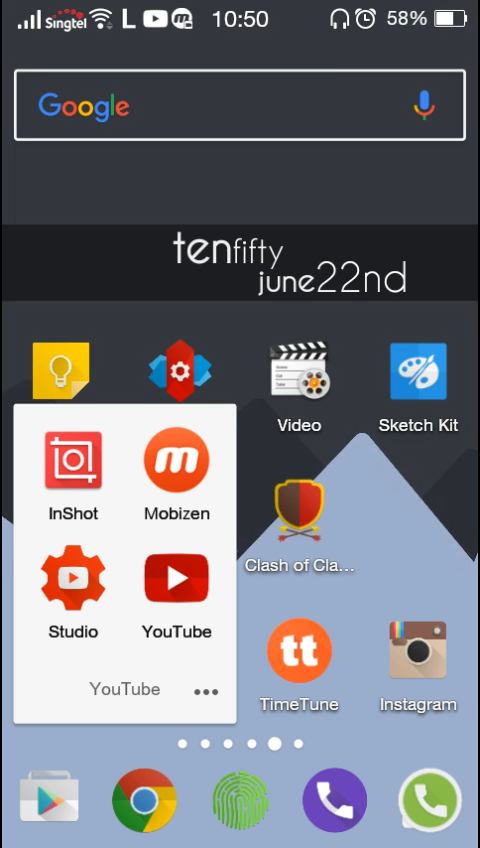 Singtel L 10:50 58%
Google
tenfifty
june22nd
Video
Sketch Kit
InShot
Mobizen
Clash of Cla...
Studio
YouTube
tt
TimeTune
Instagram
YouTube